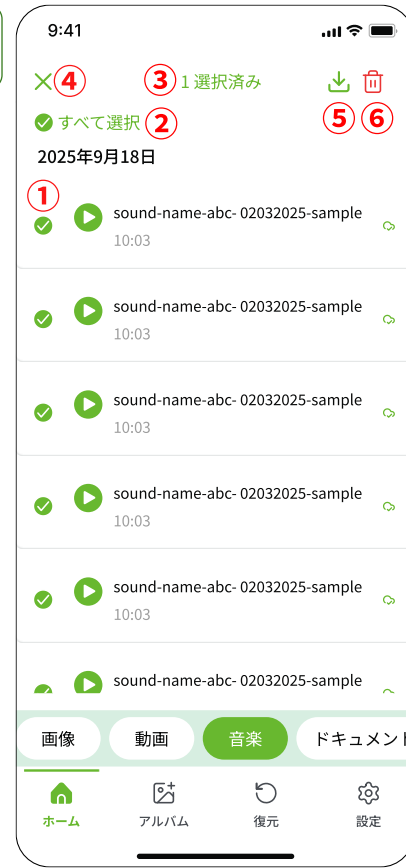 9:41
④ ③ 1 選択済み
すべて選択 ② ⑤ ⑥
2025年9月18日
①
sound-name-abc- 02032025-sample
10:03
sound-name-abc- 02032025-sample
10:03
sound-name-abc- 02032025-sample
10:03
sound-name-abc- 02032025-sample
10:03
sound-name-abc- 02032025-sample
10:03
sound-name-abc- 02032025-sample
画像 動画 音楽 ドキュメント
ホーム アルバム 復元 設定